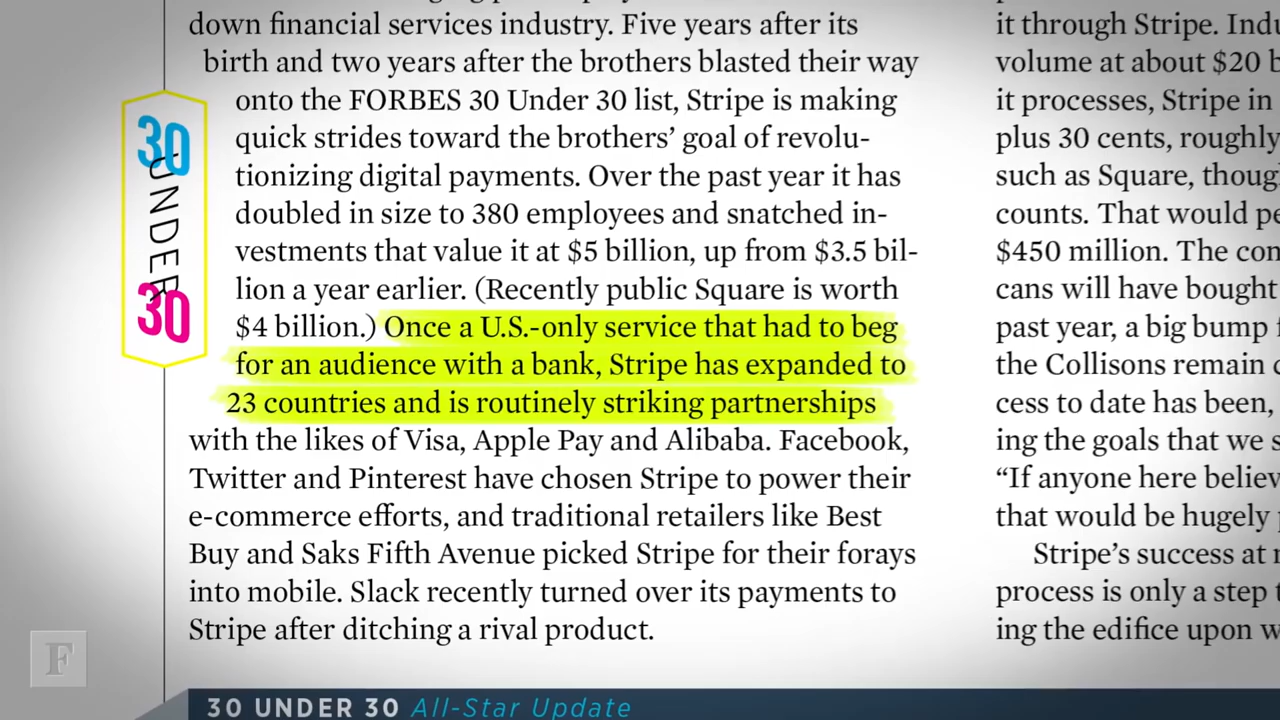 down financial services industry. Five years after its
birth and two years after the brothers blasted their way
onto the FORBES 30 Under 30 list, Stripe is making
quick strides toward the brothers’ goal of revolu-
tionizing digital payments. Over the past year it has
doubled in size to 380 employees and snatched in-
vestments that value it at $5 billion, up from $3.5 bil-
lion a year earlier. (Recently public Square is worth
$4 billion.) Once a U.S.-only service that had to beg
for an audience with a bank, Stripe has expanded to
23 countries and is routinely striking partnerships
with the likes of Visa, Apple Pay and Alibaba. Facebook,
Twitter and Pinterest have chosen Stripe to power their
e-commerce efforts, and traditional retailers like Best
Buy and Saks Fifth Avenue picked Stripe for their forays
into mobile. Slack recently turned over its payments to
Stripe after ditching a rival product.
30
UNDER
30
it through Stripe.
volume at about $20
it processes, Stripe in
plus 30 cents, roughly
such as Square,
counts. That would
$450 million. The
cans will have bought
past year, a big bump
the Collisons remain
cess to date has been,
ing the goals that we
“If anyone here
that would be hugely
Stripe’s success at
process is only a step
ing the edifice upon
F
30 UNDER 30 All-Star Update